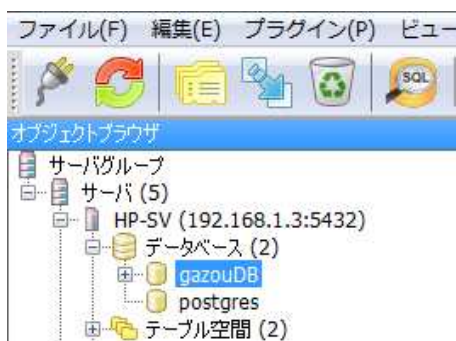 ファイル(F) 編集(E) プラグイン(P) ビュー
SQL
オブジェクトブラウザ
サーバグループ
サーバ (5)
HP-SV (192.168.1.3:5432)
データベース (2)
gazouDB
postgres
テーブル空間 (2)